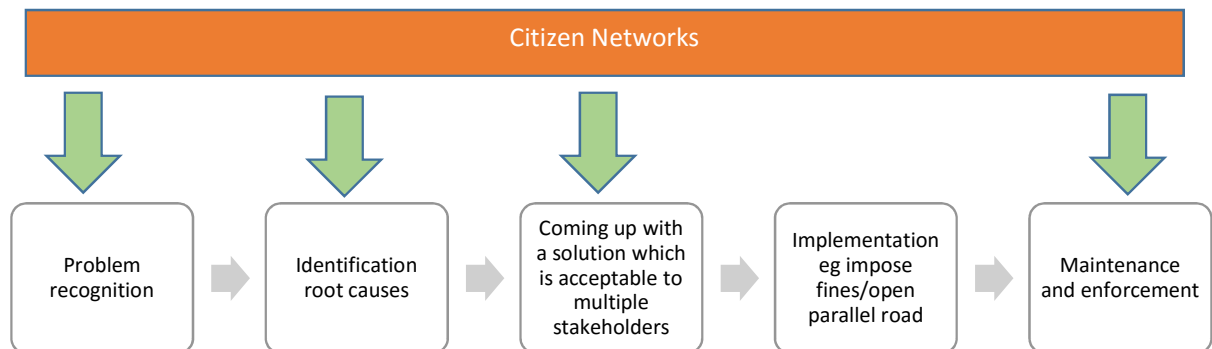 Citizen Networks
Problem
recognition
Identification
root causes
Coming up with
a solution which
is acceptable to
multiple
stakeholders
Implementation
eg impose
fines/open
parallel road
Maintenance
and enforcement